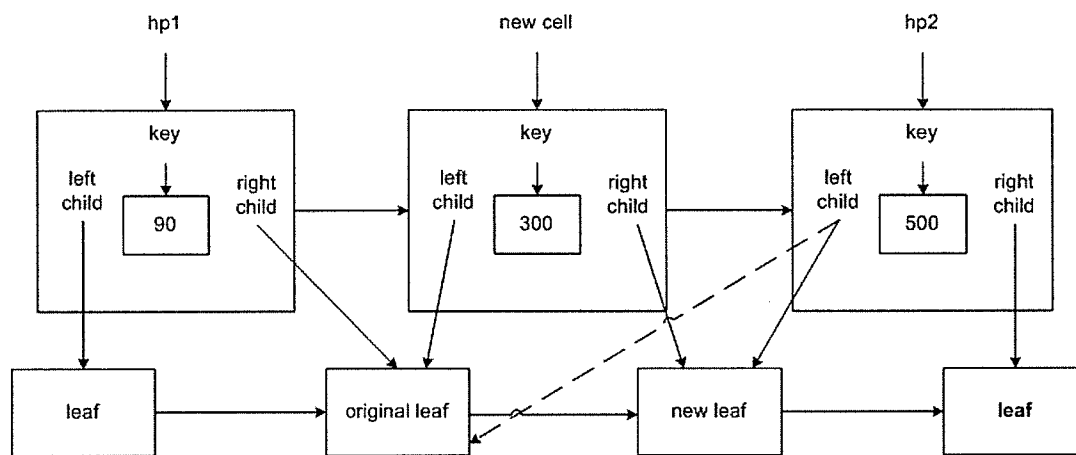 hp1
new cell
hp2
key
key
key
left
child
90
right
child
left
child
300
right
child
left
child
500
right
child
leaf
original leaf
new leaf
leaf